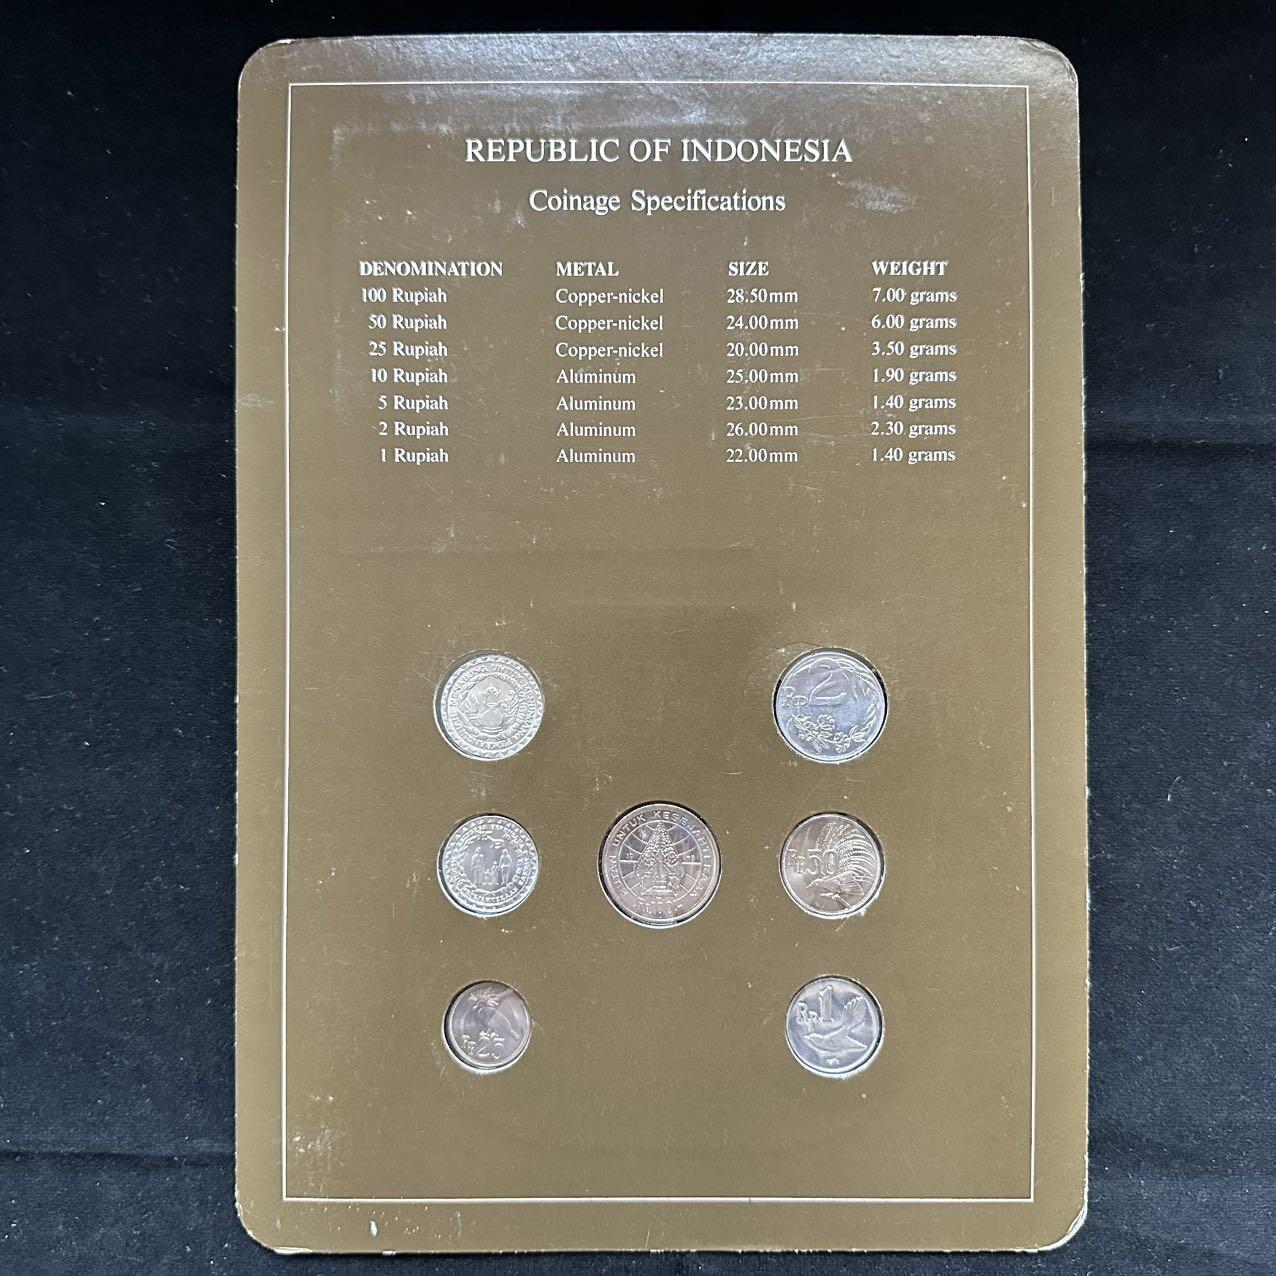 REPUBLIC OF INDONESIA
Coinage Specifications
DENOMINATION METAL SIZE WEIGHT
100 Rupiah Copper-nickel 28.50mm 7.00 grams
50 Rupiah Copper-nickel 24.00mm 6.00 grams
25 Rupiah Copper-nickel 20.00mm 3.50 grams
10 Rupiah Aluminum 25.00mm 1.90 grams
5 Rupiah Aluminum 23.00mm 1.40 grams
2 Rupiah Aluminum 26.00mm 2.30 grams
1 Rupiah Aluminum 22.00mm 1.40 grams
MENABUNG UNTUK
Rp 2
UNTUK KESEJAHTERAAN
Rp 100
Rp 50
Rp 25
Rp 1